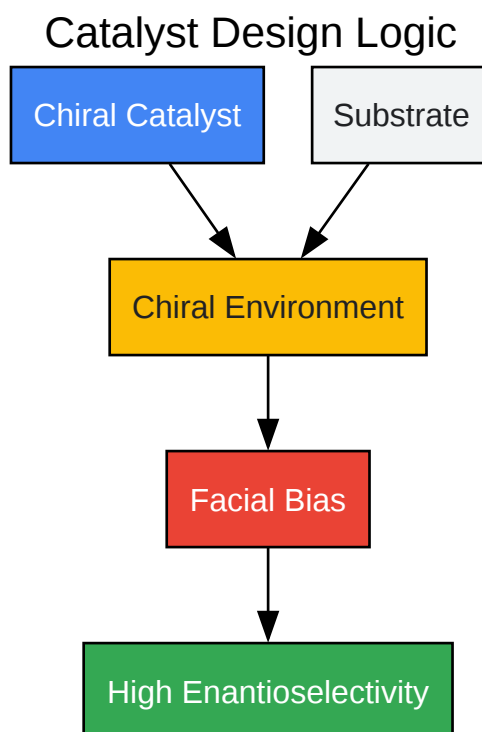 Catalyst Design Logic
Chiral Catalyst
Substrate
Chiral Environment
Facial Bias
High Enantioselectivity